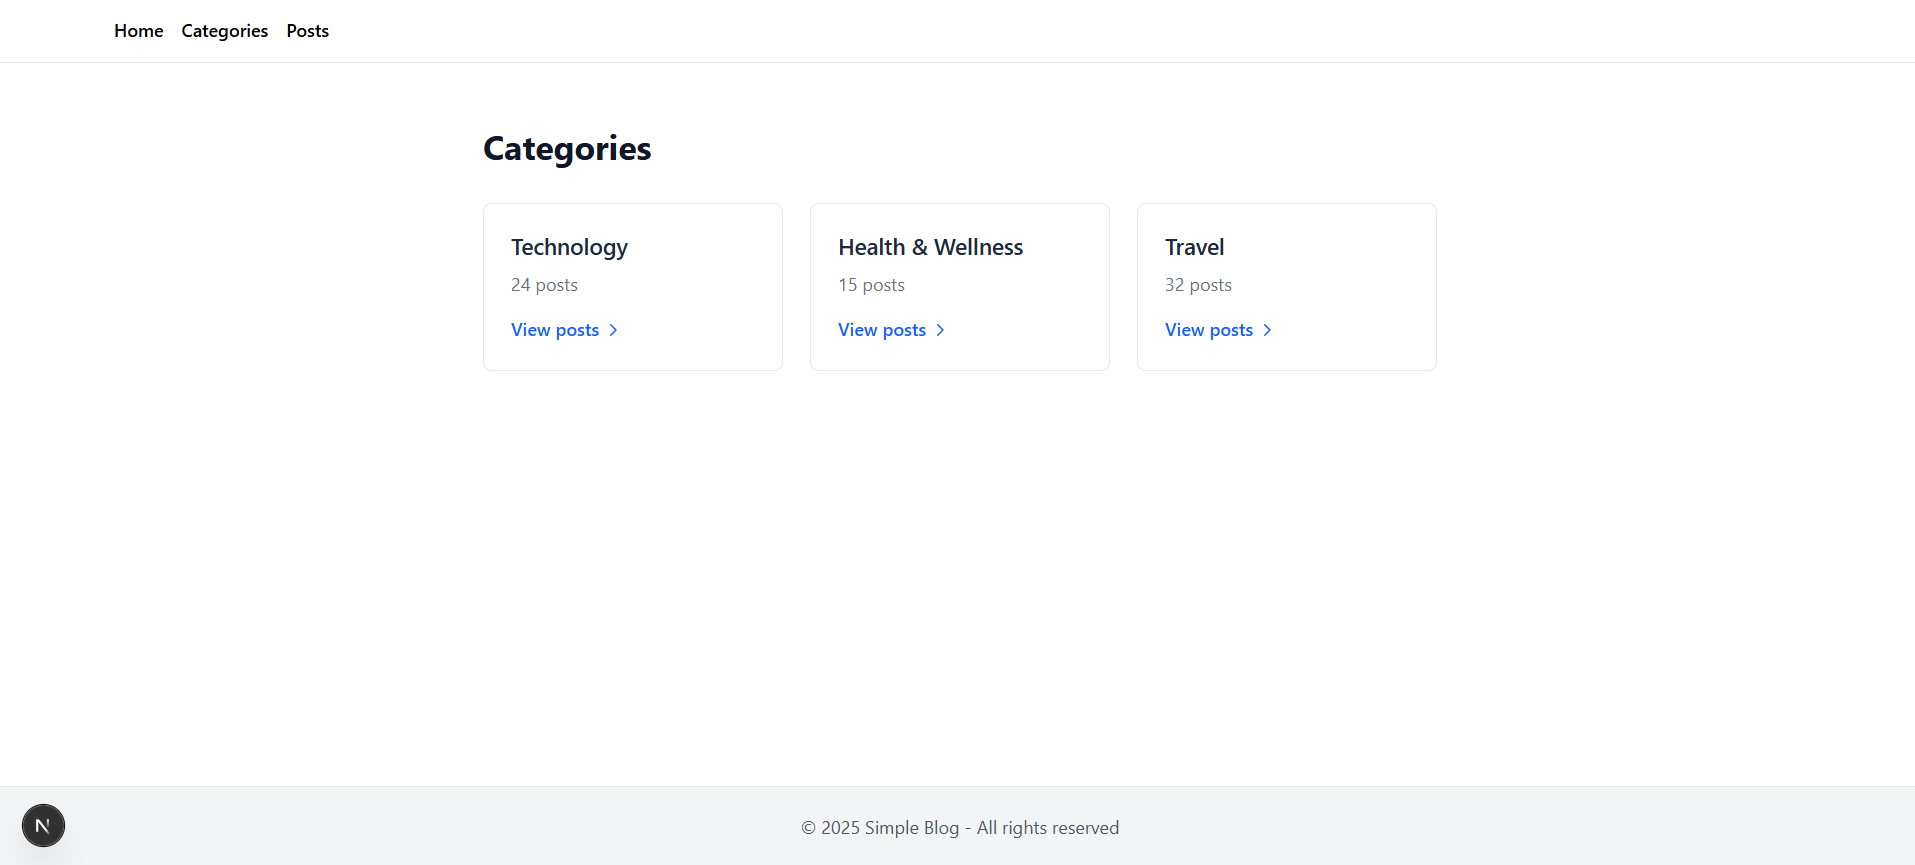 Home Categories Posts
Categories
Technology
24 posts
View posts
Health & Wellness
15 posts
View posts
Travel
32 posts
View posts
N
© 2025 Simple Blog - All rights reserved